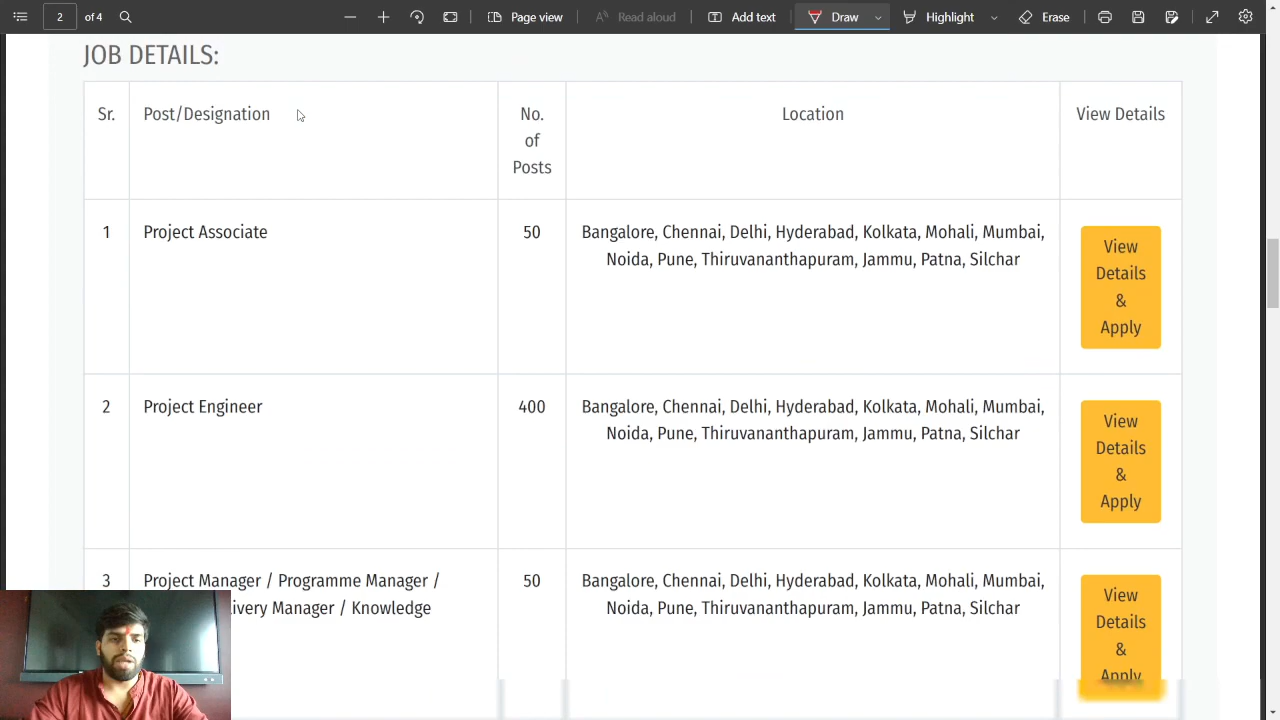 2 of 4 Page view Read aloud Add text Draw Highlight Erase
JOB DETAILS:
Sr. Post/Designation No. of Posts Location View Details
1 Project Associate 50 Bangalore, Chennai, Delhi, Hyderabad, Kolkata, Mohali, Mumbai,
Noida, Pune, Thiruvananthapuram, Jammu, Patna, Silchar
View
Details
&
Apply
2 Project Engineer 400 Bangalore, Chennai, Delhi, Hyderabad, Kolkata, Mohali, Mumbai,
Noida, Pune, Thiruvananthapuram, Jammu, Patna, Silchar
View
Details
&
Apply
3 Project Manager / Programme Manager / 50 Bangalore, Chennai, Delhi, Hyderabad, Kolkata, Mohali, Mumbai,
Manager / Knowledge Noida, Pune, Thiruvananthapuram, Jammu, Patna, Silchar
View
Details
&
Apply